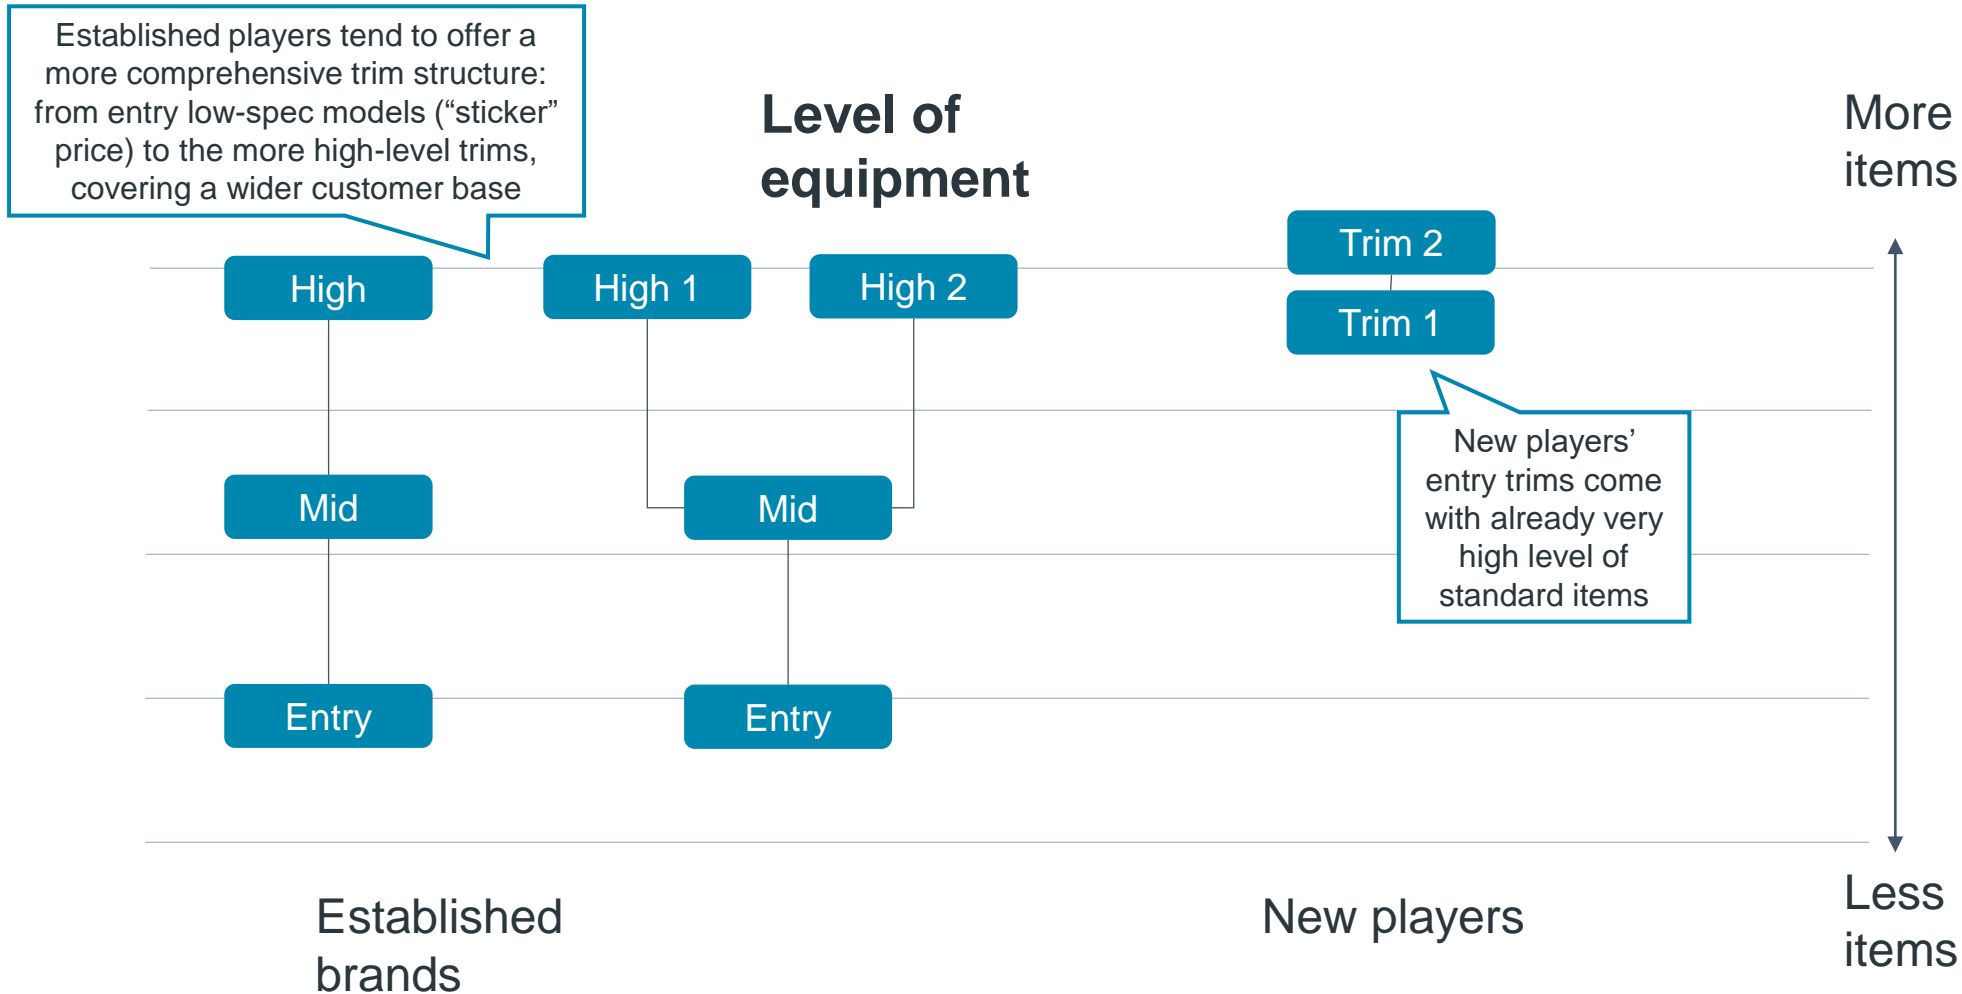 Established players tend to offer a
more comprehensive trim structure:
from entry low-spec models (“sticker”
price) to the more high-level trims,
covering a wider customer base
Level of
equipment
More
items
High
High 1
High 2
Trim 2
Trim 1
Mid
Mid
New players’
entry trims come
with already very
high level of
standard items
Entry
Entry
Established
brands
New players
Less
items